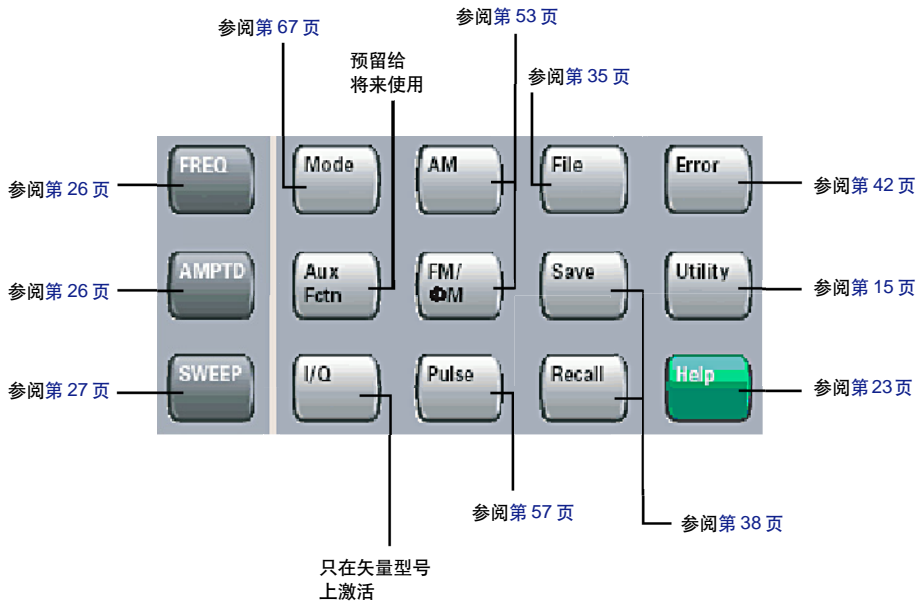 参阅第 67 页
参阅第 53 页
预留给
将来使用
参阅第 35 页
FREQ
Mode
AM
File
Error
参阅第 26 页
参阅第 42 页
AMPTD
Aux
Fctn
FM/
ΦM
Save
Utility
参阅第 26 页
参阅第 15 页
SWEEP
I/Q
Pulse
Recall
Help
参阅第 27 页
参阅第 23 页
参阅第 57 页
参阅第 38 页
只在矢量型号
上激活